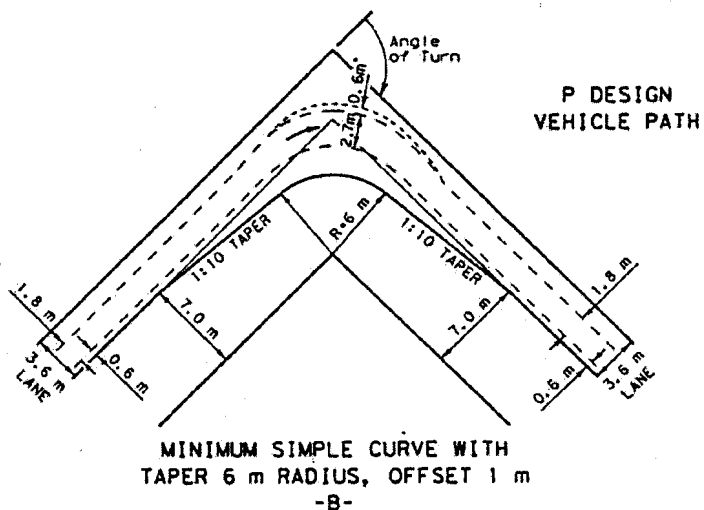 Angle
of Turn
0.6m°
2.7m
P DESIGN
VEHICLE PATH
1:10 TAPER
R=6 m
1:10 TAPER
1.8 m
7.0 m
7.0 m
1.8 m
3.6 m
LANE
0.6 m
0.6 m
3.6 m
LANE
MINIMUM SIMPLE CURVE WITH
TAPER 6 m RADIUS, OFFSET 1 m
-B-